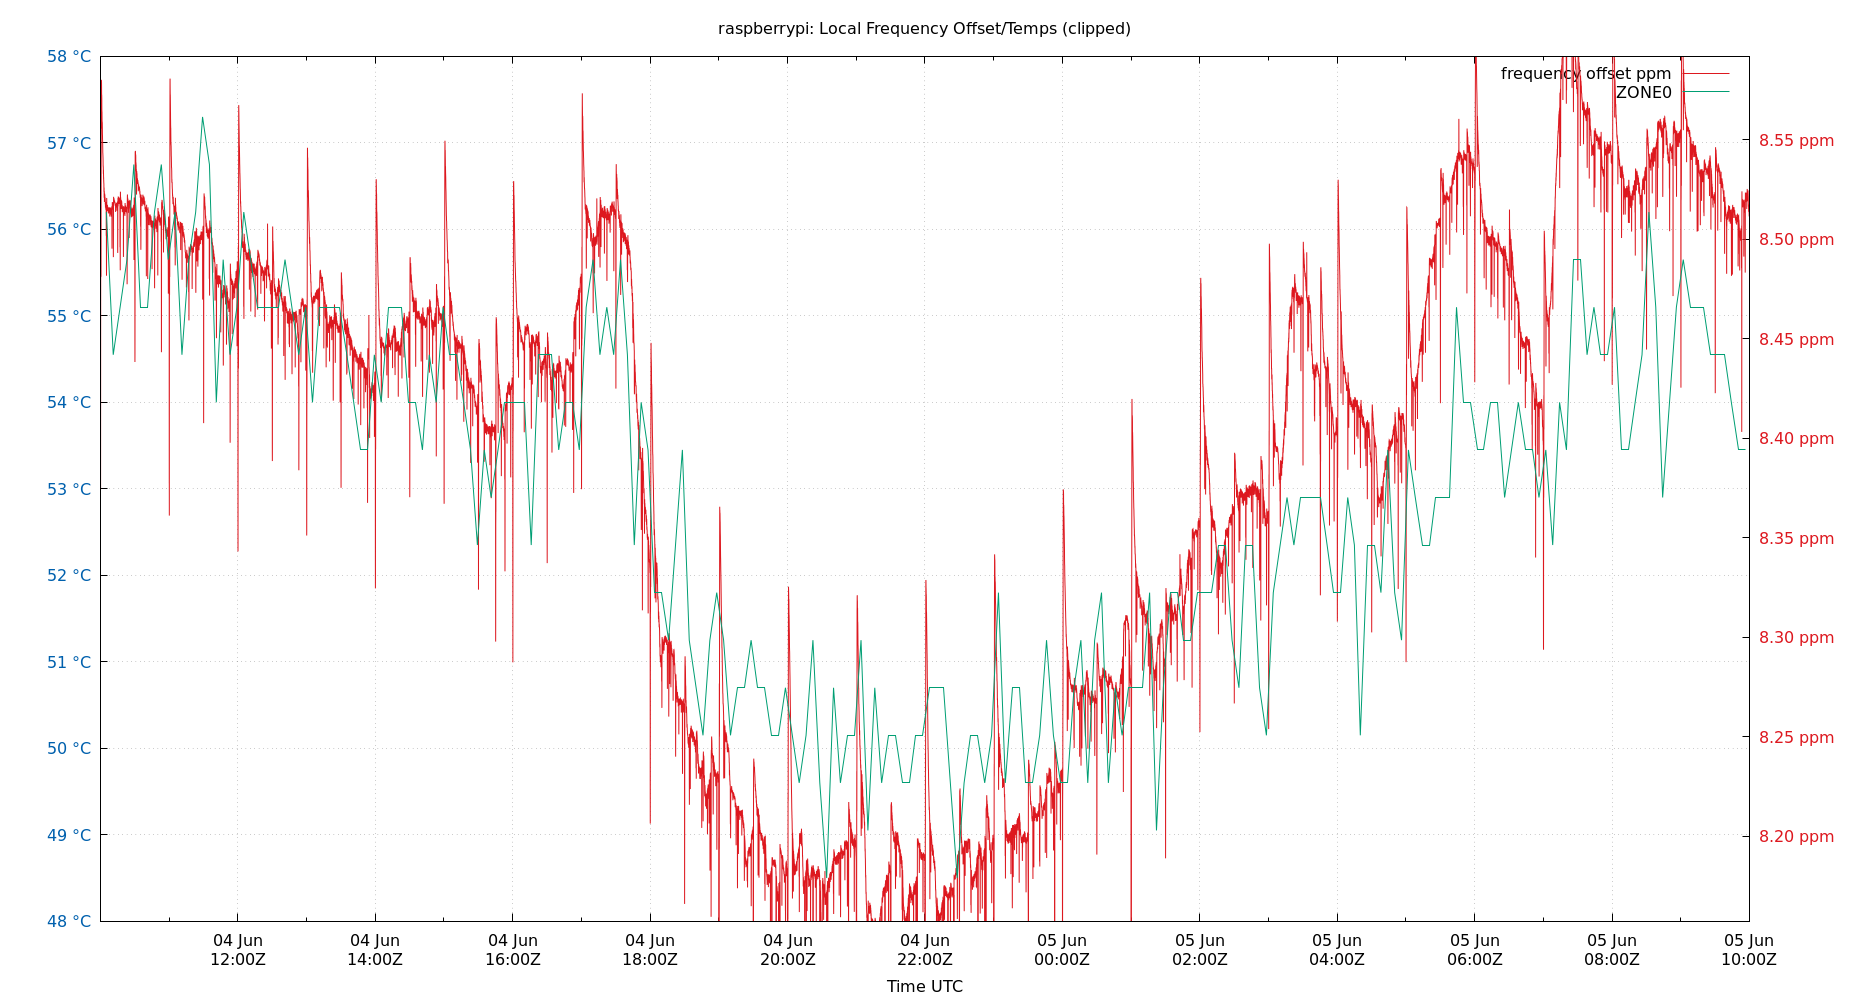 raspberrypi: Local Frequency Offset/Temps (clipped)
58 °C
57 °C
56 °C
55 °C
54 °C
53 °C
52 °C
51 °C
50 °C
49 °C
48 °C
frequency offset ppm
ZONE0
8.55 ppm
8.50 ppm
8.45 ppm
8.40 ppm
8.35 ppm
8.30 ppm
8.25 ppm
8.20 ppm
04 Jun 04 Jun 04 Jun 04 Jun 04 Jun 04 Jun 05 Jun 05 Jun 05 Jun 05 Jun 05 Jun 05 Jun
12:00Z 14:00Z 16:00Z 18:00Z 20:00Z 22:00Z 00:00Z 02:00Z 04:00Z 06:00Z 08:00Z 10:00Z
Time UTC